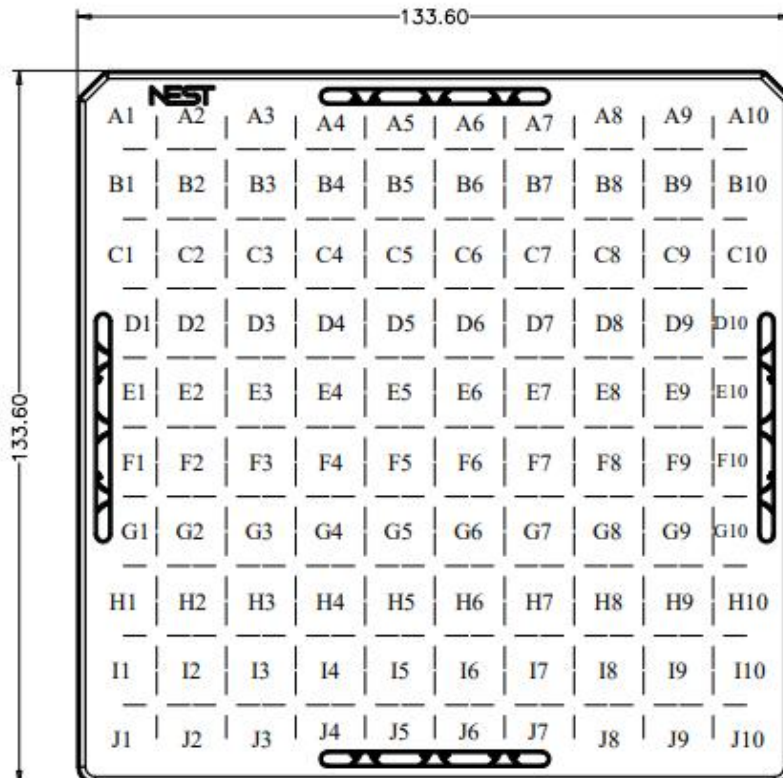 133.60
NEST
A1 A2 A3 A4 A5 A6 A7 A8 A9 A10
B1 B2 B3 B4 B5 B6 B7 B8 B9 B10
C1 C2 C3 C4 C5 C6 C7 C8 C9 C10
D1 D2 D3 D4 D5 D6 D7 D8 D9 D10
E1 E2 E3 E4 E5 E6 E7 E8 E9 E10
133.60
F1 F2 F3 F4 F5 F6 F7 F8 F9 F10
G1 G2 G3 G4 G5 G6 G7 G8 G9 G10
H1 H2 H3 H4 H5 H6 H7 H8 H9 H10
I1 I2 I3 I4 I5 I6 I7 I8 I9 I10
J1 J2 J3 J4 J5 J6 J7 J8 J9 J10